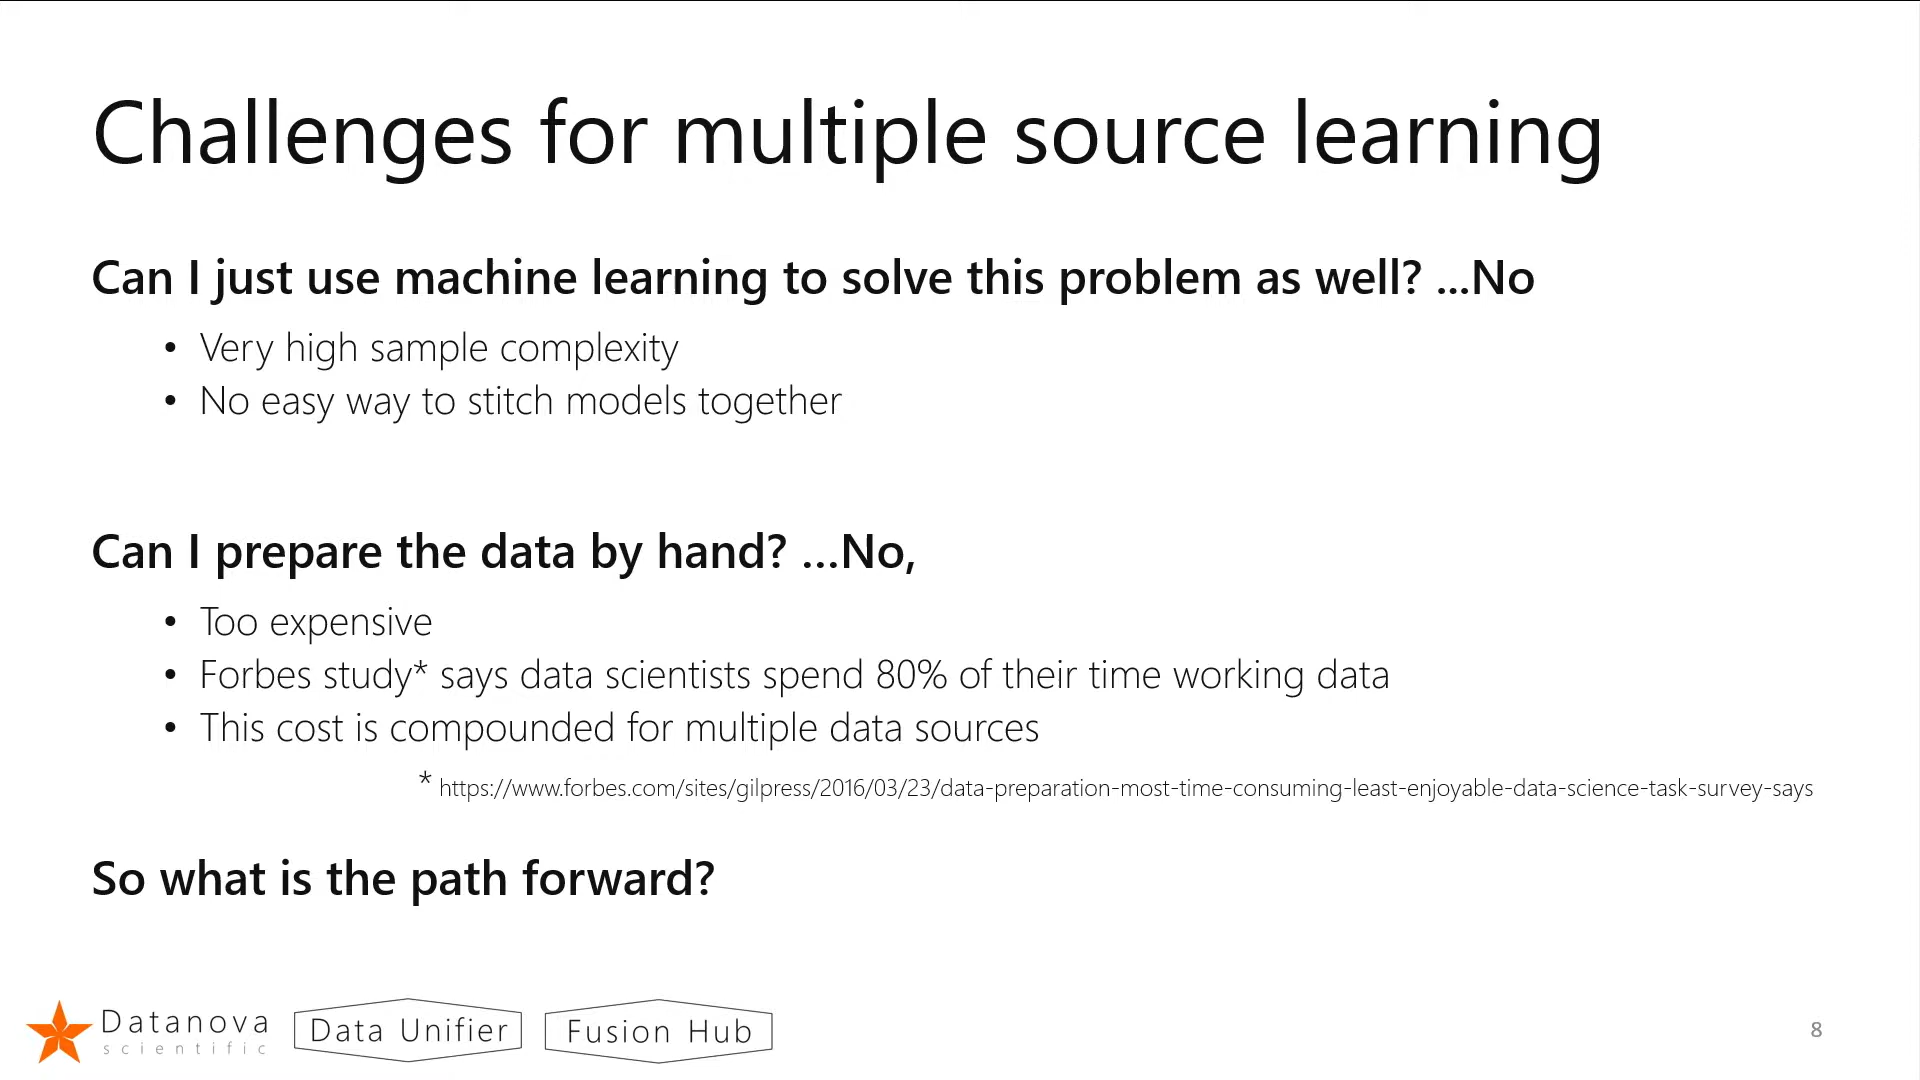 Challenges for multiple source learning
Can I just use machine learning to solve this problem as well? ...No
• Very high sample complexity
• No easy way to stitch models together
Can I prepare the data by hand? ...No,
• Too expensive
• Forbes study* says data scientists spend 80% of their time working data
• This cost is compounded for multiple data sources
* https://www.forbes.com/sites/gilpress/2016/03/23/data-preparation-most-time-consuming-least-enjoyable-data-science-task-survey-says
So what is the path forward?
Datanova
scientific
Data Unifier
Fusion Hub
8